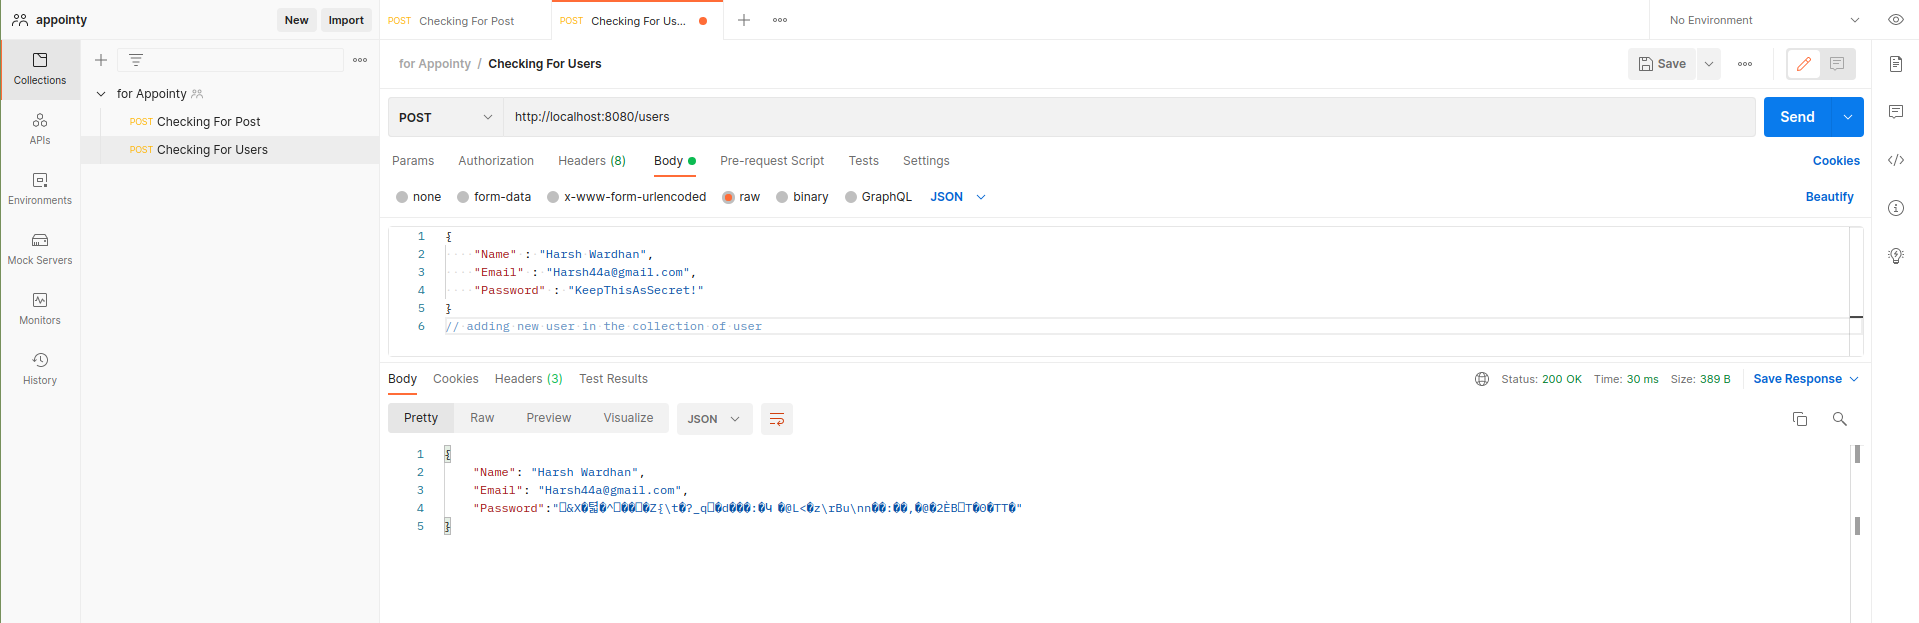 appointy
New
Import
POST Checking For Post
POST Checking For Us...
No Environment
Collections
APIs
Environments
Mock Servers
Monitors
History
for Appointy
POST Checking For Post
POST Checking For Users
for Appointy / Checking For Users
Save
POST
http://localhost:8080/users
Send
Params Authorization Headers (8) Body Pre-request Script Tests Settings
Cookies
none form-data x-www-form-urlencoded raw binary GraphQL JSON
Beautify
1 {
2 "Name" : "Harsh Wardhan",
3 "Email" : "Harsh44a@gmail.com",
4 "Password" : "KeepThisAsSecret!"
5 }
6 // adding new user in the collection of user
Body Cookies Headers (3) Test Results
Status: 200 OK Time: 30 ms Size: 389 B
Save Response
Pretty Raw Preview Visualize JSON
1 {
2 "Name": "Harsh Wardhan",
3 "Email": "Harsh44a@gmail.com",
4 "Password":
5 }